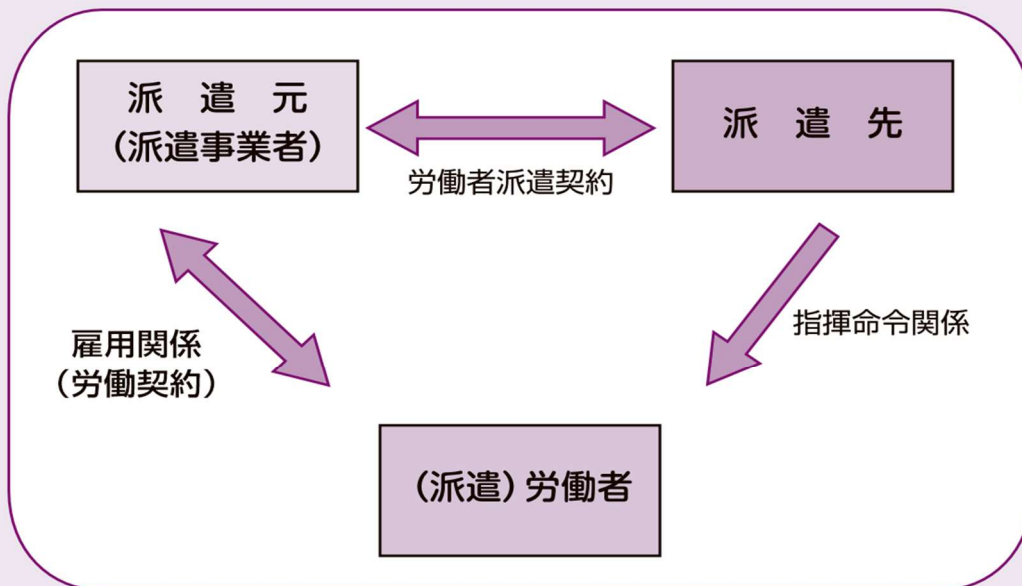 派　遣　元
（派遣事業者）
派　遣　先
労働者派遣契約
雇用関係
（労働契約）
指揮命令関係
（派遣）労働者